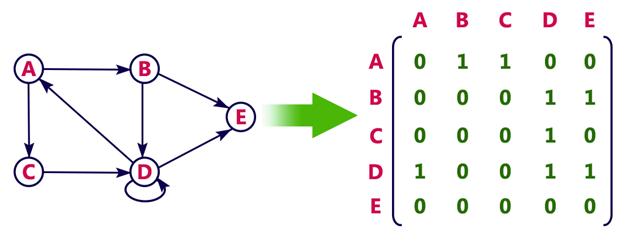 A B C D E
A 0 1 1 0 0
B 0 0 0 1 1
C 0 0 0 1 0
D 1 0 0 1 1
E 0 0 0 0 0
A B
E
C D